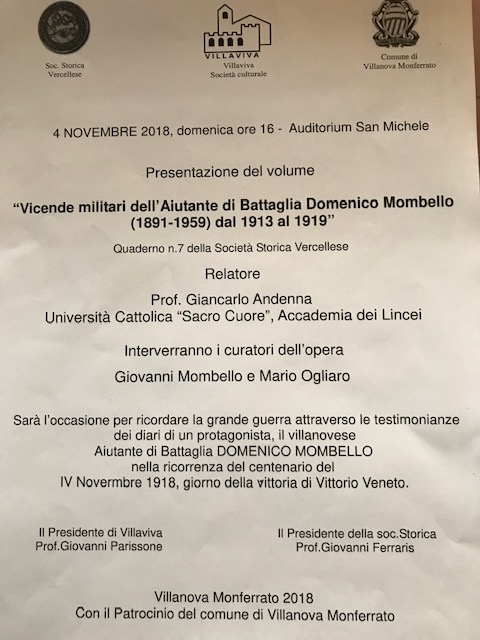 Soc. Storica
Vercellese
VILLAVIVA
Villaviva
Società culturale
Comune di
Villanova Monferrato
4 NOVEMBRE 2018, domenica ore 16 - Auditorium San Michele
Presentazione del volume
“Vicende militari dell’Aiutante di Battaglia Domenico Mombello
(1891-1959) dal 1913 al 1919”
Quaderno n.7 della Società Storica Vercellese
Relatore
Prof. Giancarlo Andenna
Università Cattolica “Sacro Cuore”, Accademia dei Lincei
Interverranno i curatori dell’opera
Giovanni Mombello e Mario Ogliaro
Sarà l’occasione per ricordare la grande guerra attraverso le testimonianze
dei diari di un protagonista, il villanovese
Aiutante di Battaglia DOMENICO MOMBELLO
nella ricorrenza del centenario del
IV Novermbre 1918, giorno della vittoria di Vittorio Veneto.
Il Presidente di Villaviva
Prof.Giovanni Parissone
Il Presidente della soc.Storica
Prof.Giovanni Ferraris
Villanova Monferrato 2018
Con il Patrocinio del comune di Villanova Monferrato